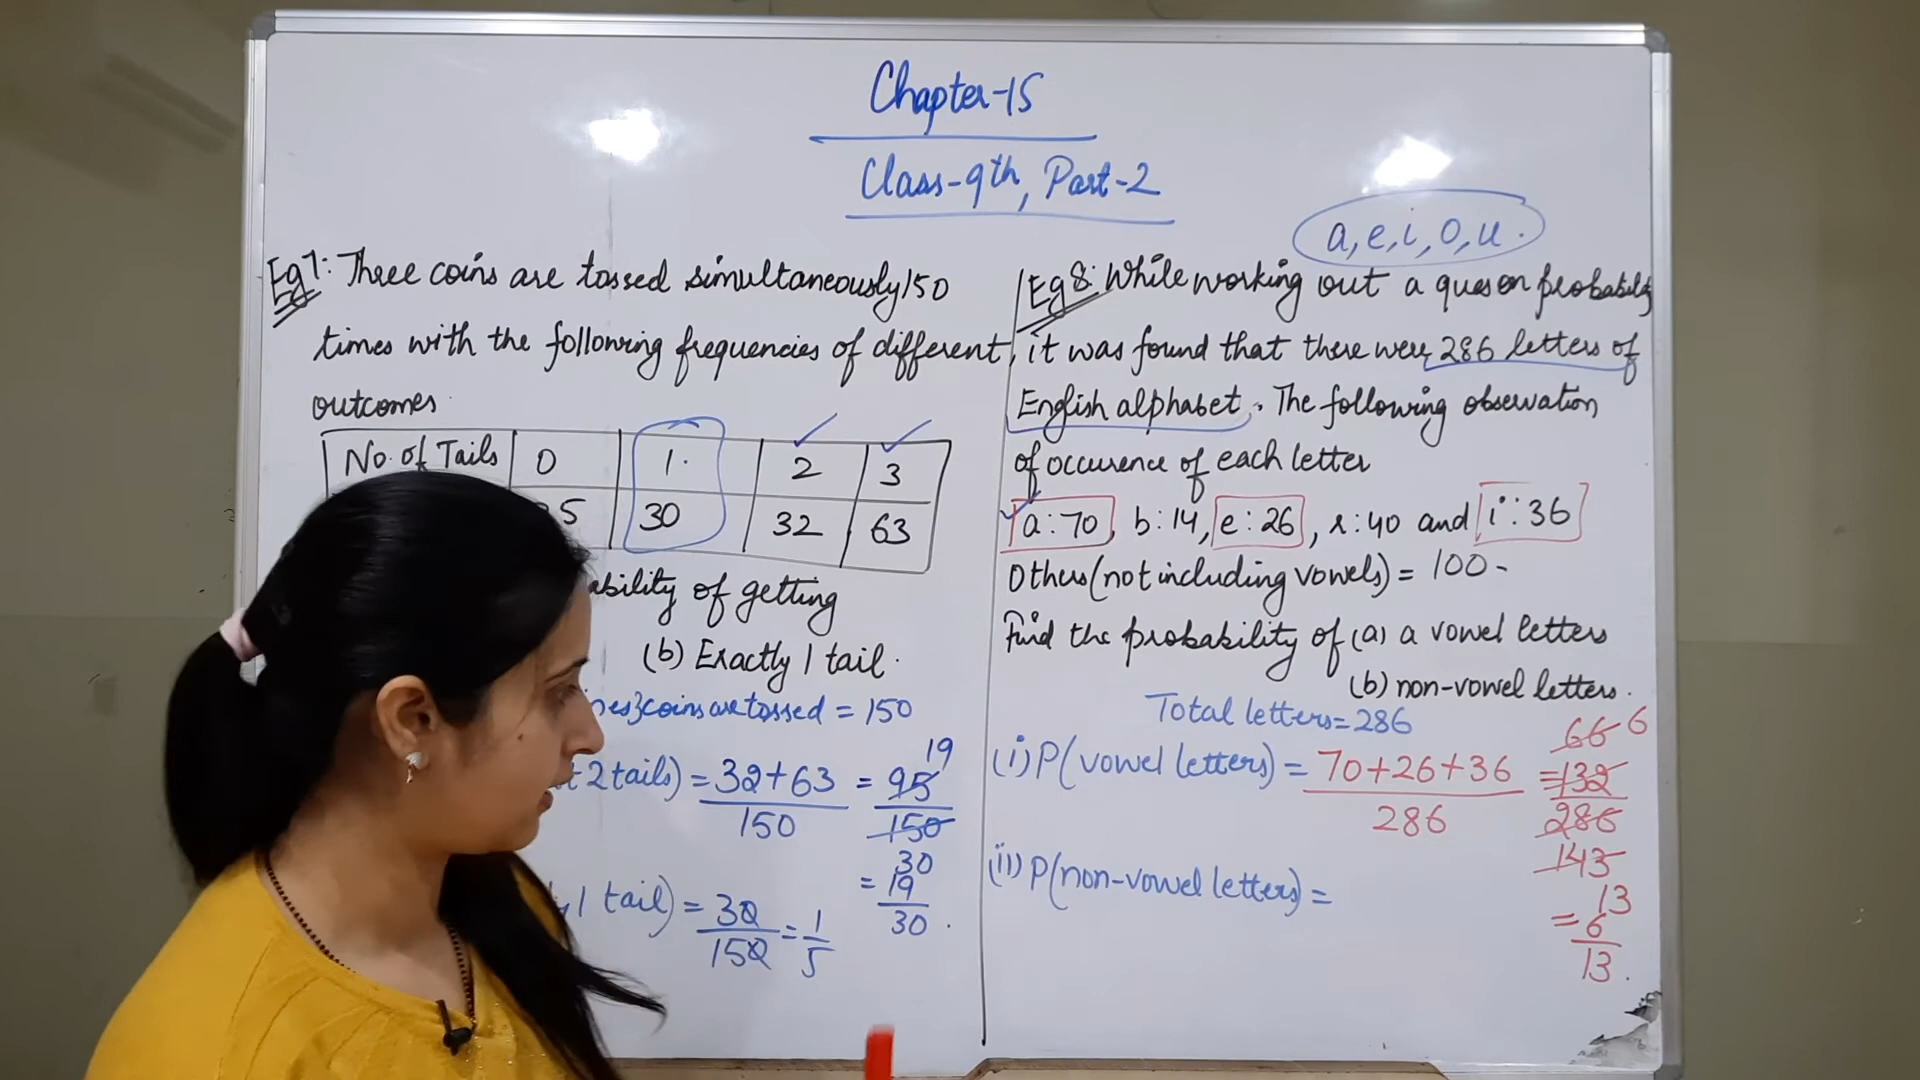 Chapter-15
Class-9th, Part-2
a,e,i,o,u.
Eg 7: Three coins are tossed simultaneously 150
times with the following frequencies of different
outcomes.
No. of Tails 0 1. 2 3
5 30 32 63
ability of getting
(b) Exactly 1 tail.
3 coins are tossed = 150
2 tails) = 32+63/150 = 95/150
19
30
= 19/30.
1 tail) = 30/150 = 1/5
Eg 8: While working out a ques on probability
it was found that there were 286 letters of
English alphabet. The following observation
of occurence of each letter
a:70, b:14, e:26, r:40 and i:36
Others (not including vowels) = 100-
Find the probability of (a) a vowel letters
(b) non-vowel letters.
Total letters = 286
(i) P(vowel letters) = 70+26+36/286 = 132/286
66 6
143
13
= 6/13.
(ii) P(non-vowel letters) =